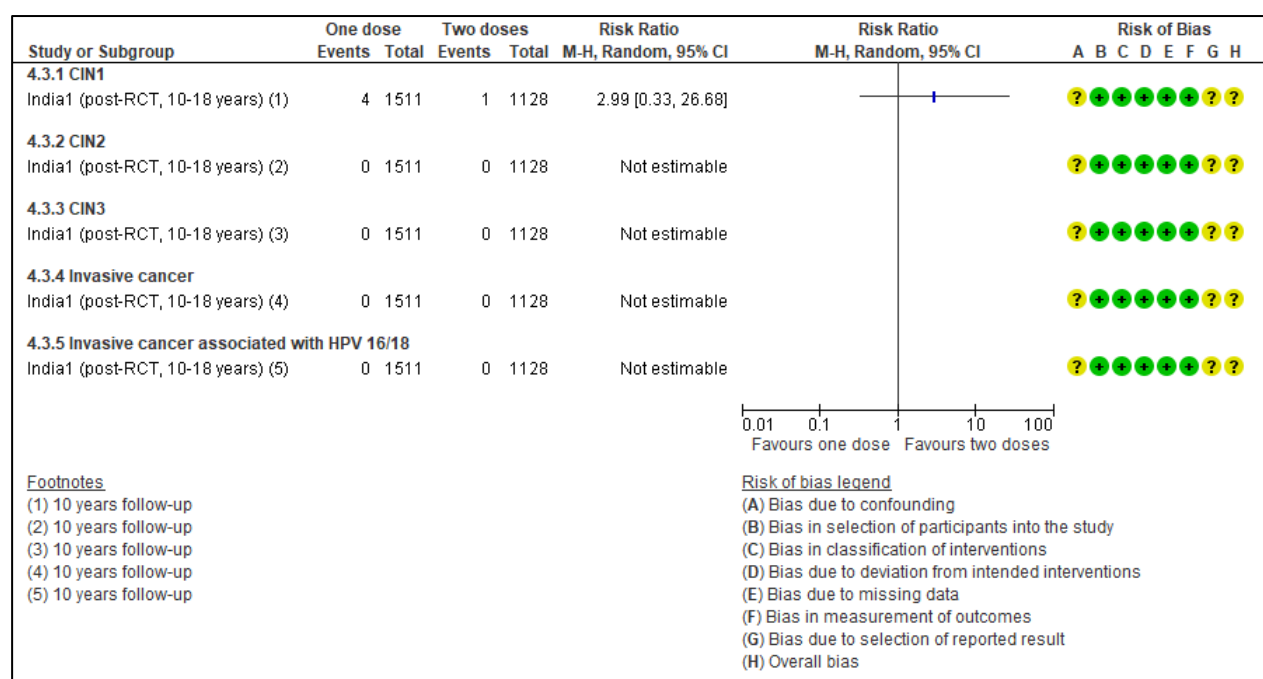 One dose Two doses Risk Ratio Risk Ratio Risk of Bias
Study or Subgroup Events Total Events Total M-H, Random, 95% CI M-H, Random, 95% CI A B C D E F G H
4.3.1 CIN1
India1 (post-RCT, 10-18 years) (1) 4 1511 1 1128 2.99 [0.33, 26.68] ? + + + + + ? ?
4.3.2 CIN2
India1 (post-RCT, 10-18 years) (2) 0 1511 0 1128 Not estimable ? + + + + + ? ?
4.3.3 CIN3
India1 (post-RCT, 10-18 years) (3) 0 1511 0 1128 Not estimable ? + + + + + ? ?
4.3.4 Invasive cancer
India1 (post-RCT, 10-18 years) (4) 0 1511 0 1128 Not estimable ? + + + + + ? ?
4.3.5 Invasive cancer associated with HPV 16/18
India1 (post-RCT, 10-18 years) (5) 0 1511 0 1128 Not estimable ? + + + + + ? ?
0.01 0.1 1 10 100
Favours one dose Favours two doses
Footnotes
(1) 10 years follow-up
(2) 10 years follow-up
(3) 10 years follow-up
(4) 10 years follow-up
(5) 10 years follow-up
Risk of bias legend
(A) Bias due to confounding
(B) Bias in selection of participants into the study
(C) Bias in classification of interventions
(D) Bias due to deviation from intended interventions
(E) Bias due to missing data
(F) Bias in measurement of outcomes
(G) Bias due to selection of reported result
(H) Overall bias